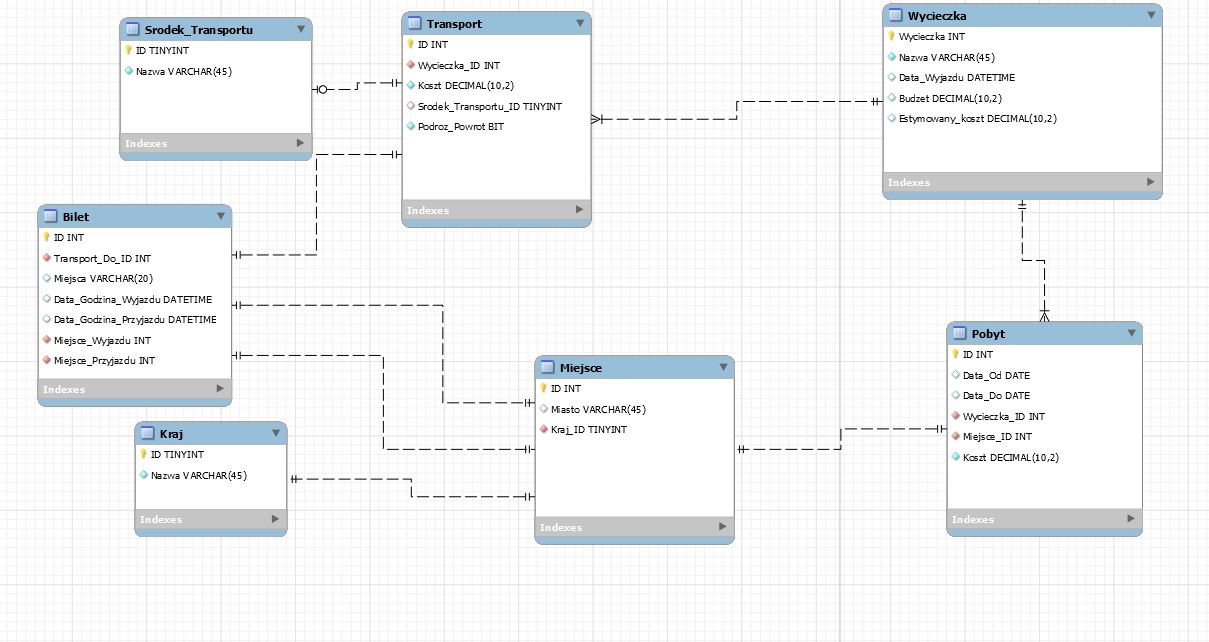 Srodek_Transportu
ID TINYINT
Nazwa VARCHAR(45)
Indexes
Transport
ID INT
Wycieczka_ID INT
Koszt DECIMAL(10,2)
Srodek_Transportu_ID TINYINT
Podroz_Powrot BIT
Indexes
Wycieczka
Wycieczka INT
Nazwa VARCHAR(45)
Data_Wyjazdu DATETIME
Budzet DECIMAL(10,2)
Estymowany_koszt DECIMAL(10,2)
Indexes
Bilet
ID INT
Transport_Do_ID INT
Miejsca VARCHAR(20)
Data_Godzina_Wyjazdu DATETIME
Data_Godzina_Przyjazdu DATETIME
Miejsce_Wyjazdu INT
Miejsce_Przyjazdu INT
Indexes
Kraj
ID TINYINT
Nazwa VARCHAR(45)
Indexes
Miejsce
ID INT
Miasto VARCHAR(45)
Kraj_ID TINYINT
Indexes
Pobyt
ID INT
Data_Od DATE
Data_Do DATE
Wycieczka_ID INT
Miejsce_ID INT
Koszt DECIMAL(10,2)
Indexes